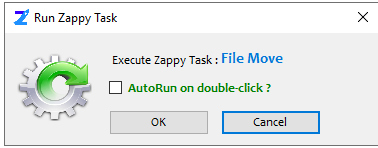 Run Zappy Task
Execute Zappy Task : File Move
AutoRun on double-click ?
OK Cancel